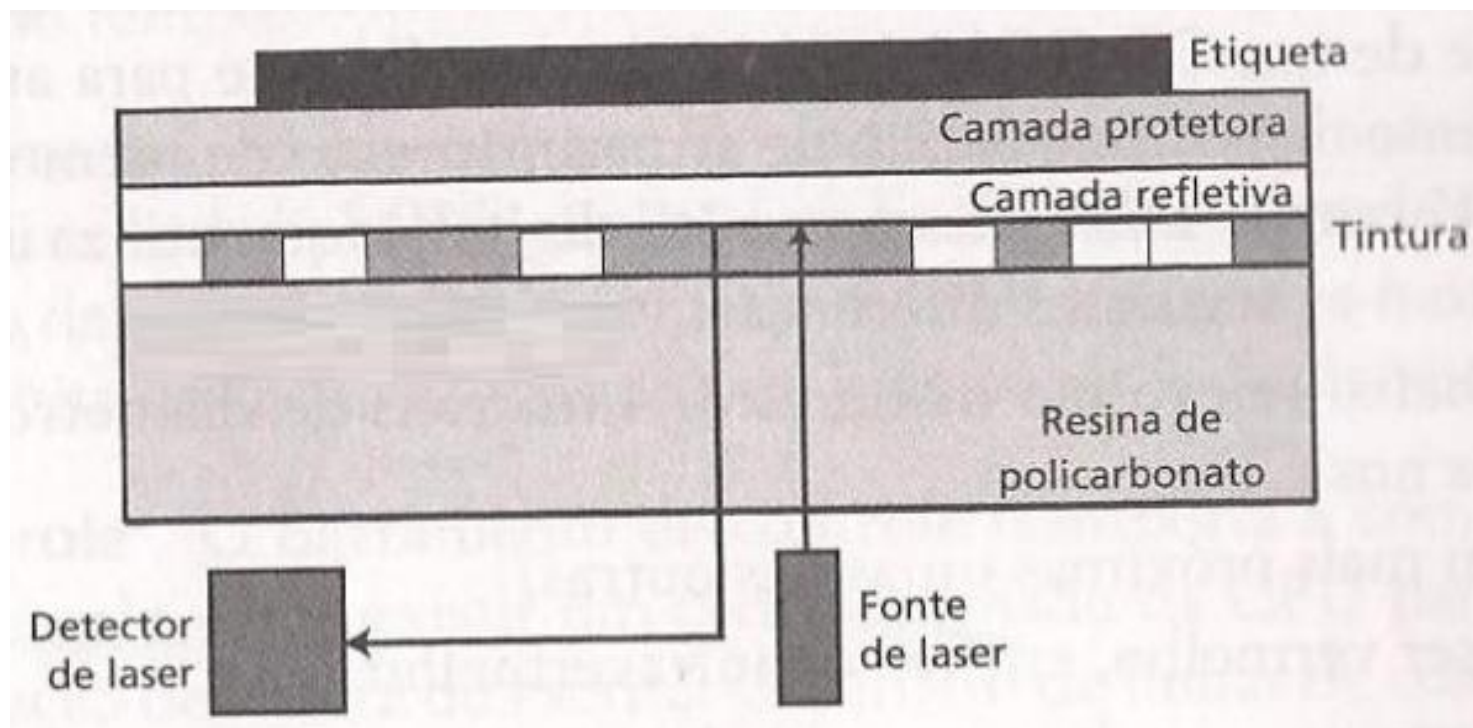 Etiqueta
Camada protetora
Camada refletiva
Tintura
Resina de
policarbonato
Detector
de laser
Fonte
de laser